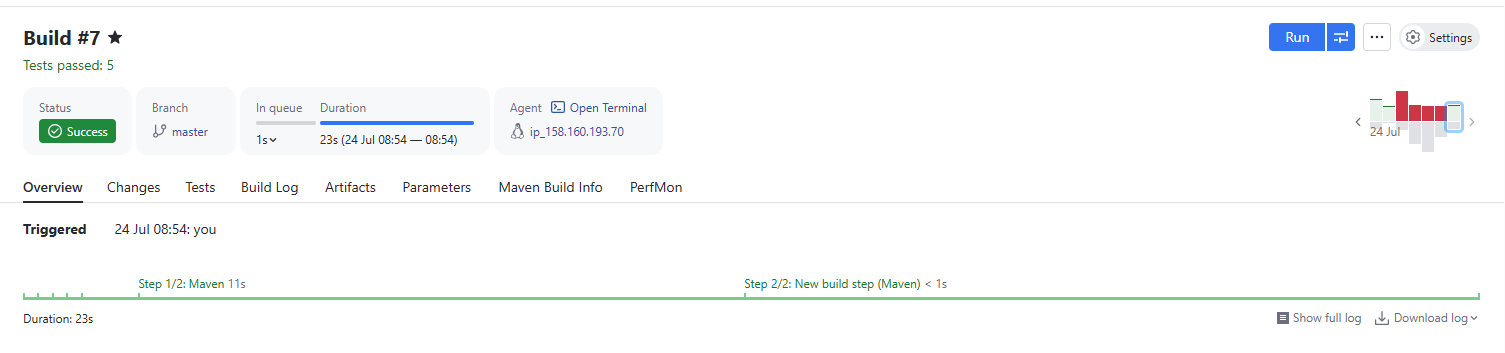 Build #7
Run
Settings
Tests passed: 5
Status
Success
Branch
master
In queue
1s
Duration
23s (24 Jul 08:54 — 08:54)
Agent
Open Terminal
ip_158.160.193.70
24 Jul
Overview
Changes
Tests
Build Log
Artifacts
Parameters
Maven Build Info
PerfMon
Triggered
24 Jul 08:54: you
Step 1/2: Maven 11s
Step 2/2: New build step (Maven) < 1s
Duration: 23s
Show full log
Download log